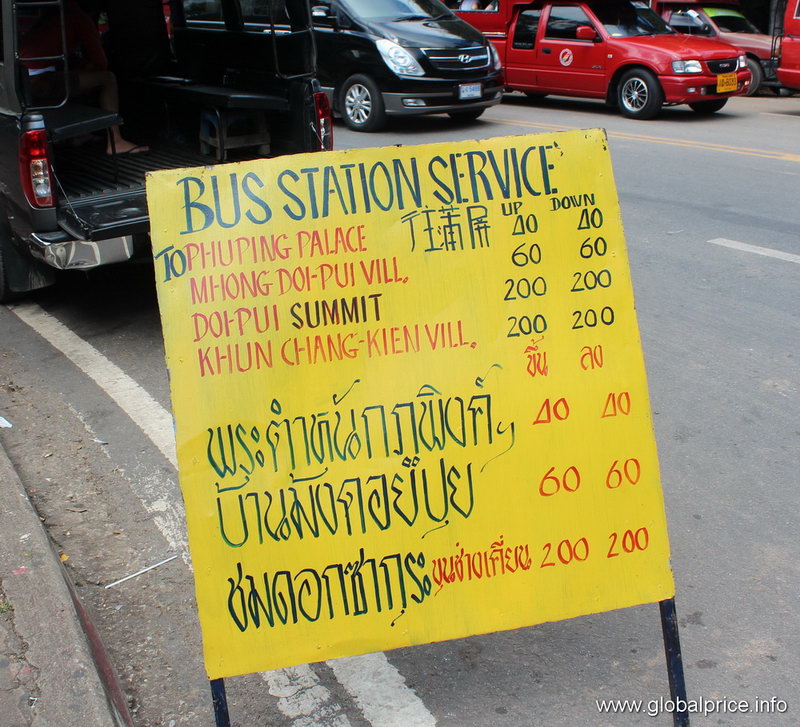 BUS STATION SERVICE
UP DOWN
TO PHUPING PALACE 往蒲屏 40 40
MHONG DOI-PUI VILL. 60 60
DOI-PUI SUMMIT 200 200
KHUN CHANG-KIEN VILL. 200 200
ขึ้น ลง
พระตำหนักภูพิงค์ฯ 40 40
บ้านม้งดอยปุย 60 60
ชมดอกซากุระ ขุนช่างเคี่ยน 200 200
www.globalprice.info